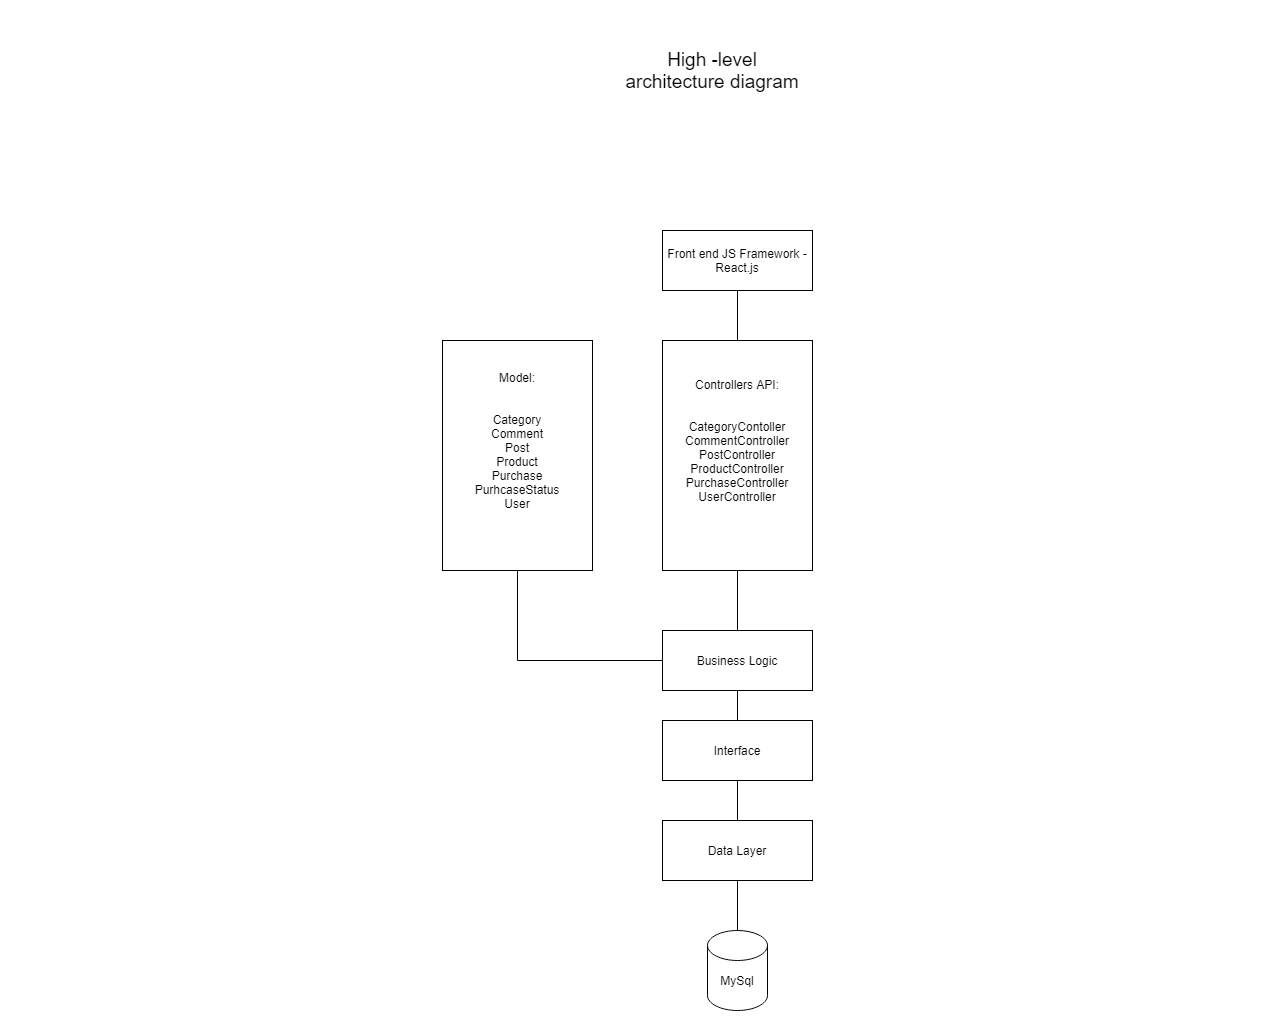 High -level
architecture diagram
Front end JS Framework -
React.js
Model:
Category
Comment
Post
Product
Purchase
PurhcaseStatus
User
Controllers API:
CategoryContoller
CommentController
PostController
ProductController
PurchaseController
UserController
Business Logic
Interface
Data Layer
MySql